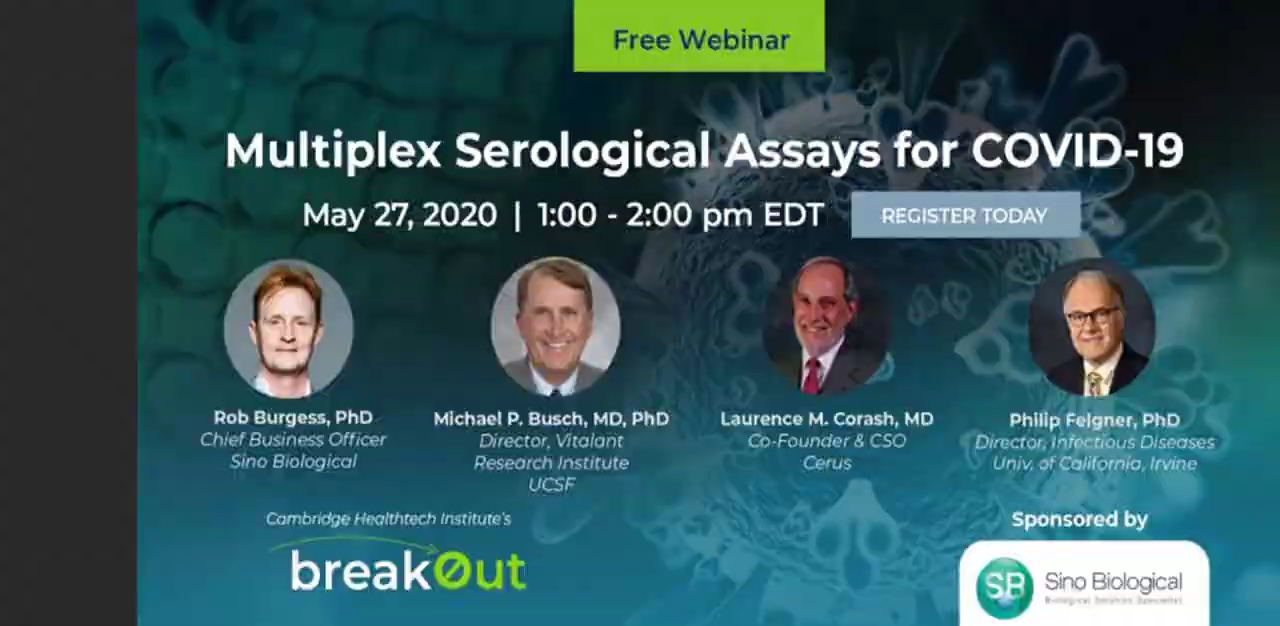 Free Webinar
Multiplex Serological Assays for COVID-19
May 27, 2020 | 1:00 - 2:00 pm EDT
REGISTER TODAY
Rob Burgess, PhD
Chief Business Officer
Sino Biological
Michael P. Busch, MD, PhD
Director, Vitalant
Research Institute
UCSF
Laurence M. Corash, MD
Co-Founder & CSO
Cerus
Philip Felgner, PhD
Director, Infectious Diseases
Univ. of California, Irvine
Cambridge Healthtech Institute's
breakOut
Sponsored by
SB
Sino Biological